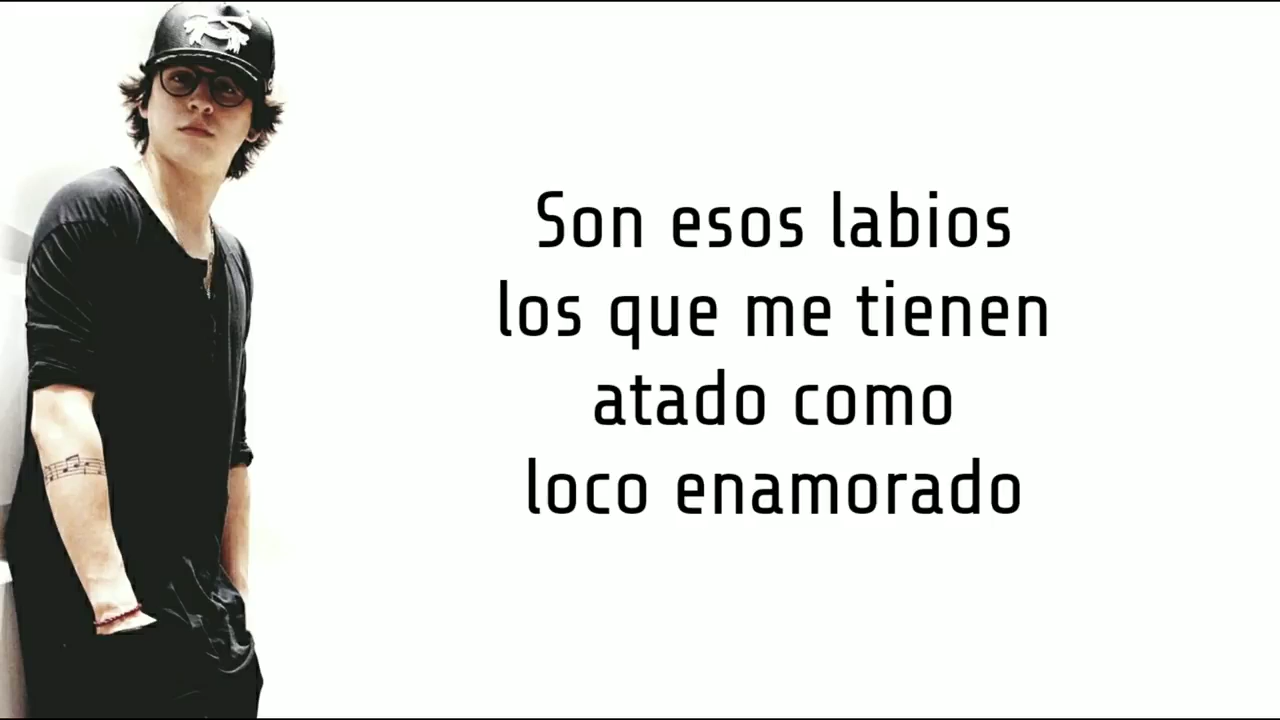 Son esos labios
los que me tienen
atado como
loco enamorado